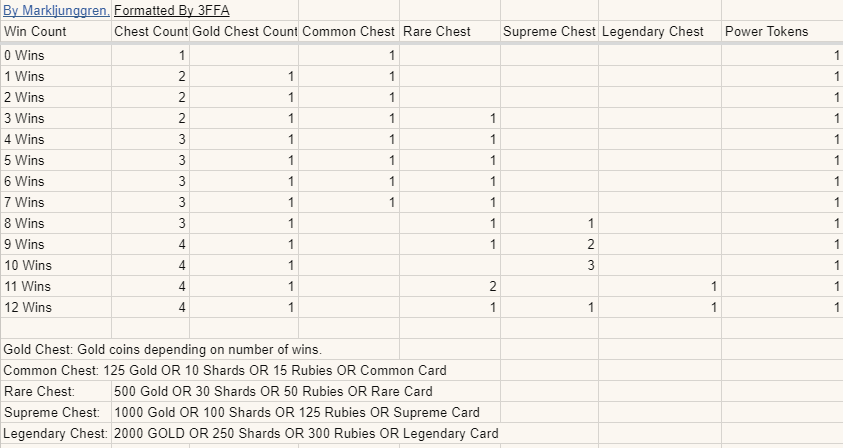 By Markljunggren, Formatted By 3FFA
Win Count Chest Count Gold Chest Count Common Chest Rare Chest Supreme Chest Legendary Chest Power Tokens
0 Wins 1 1 1
1 Wins 2 1 1 1
2 Wins 2 1 1 1
3 Wins 2 1 1 1 1
4 Wins 3 1 1 1 1
5 Wins 3 1 1 1 1
6 Wins 3 1 1 1 1
7 Wins 3 1 1 1 1
8 Wins 3 1 1 1 1
9 Wins 4 1 1 2 1
10 Wins 4 1 3 1
11 Wins 4 1 2 1 1
12 Wins 4 1 1 1 1 1
Gold Chest: Gold coins depending on number of wins.
Common Chest: 125 Gold OR 10 Shards OR 15 Rubies OR Common Card
Rare Chest: 500 Gold OR 30 Shards OR 50 Rubies OR Rare Card
Supreme Chest: 1000 Gold OR 100 Shards OR 125 Rubies OR Supreme Card
Legendary Chest: 2000 GOLD OR 250 Shards OR 300 Rubies OR Legendary Card